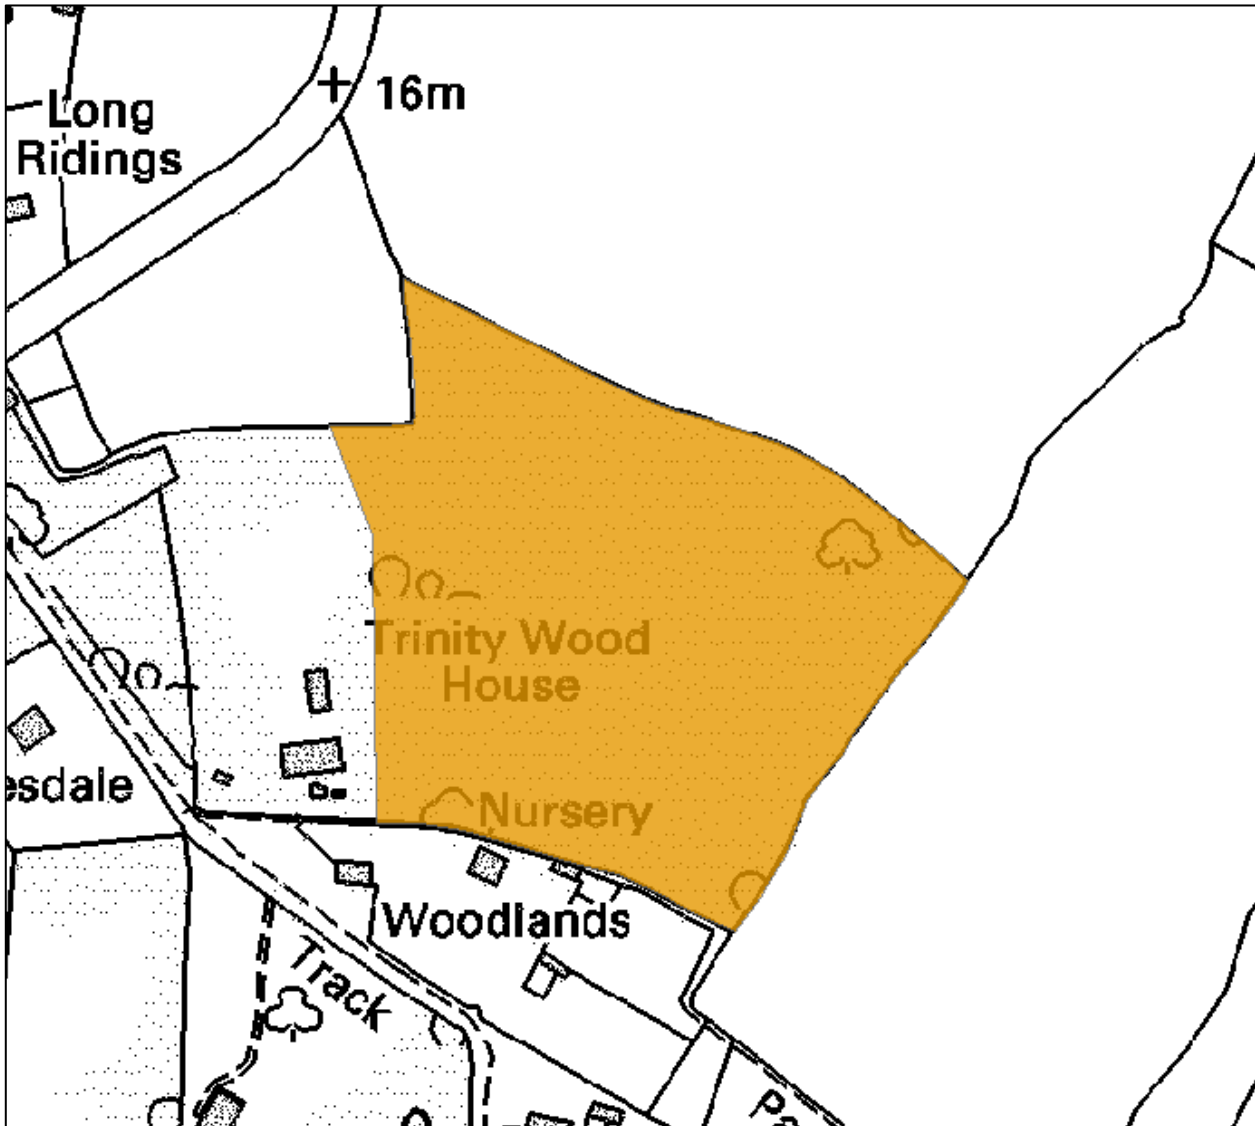 16m
Long
Ridings
Trinity Wood
House
esdale
Nursery
Woodlands
Track